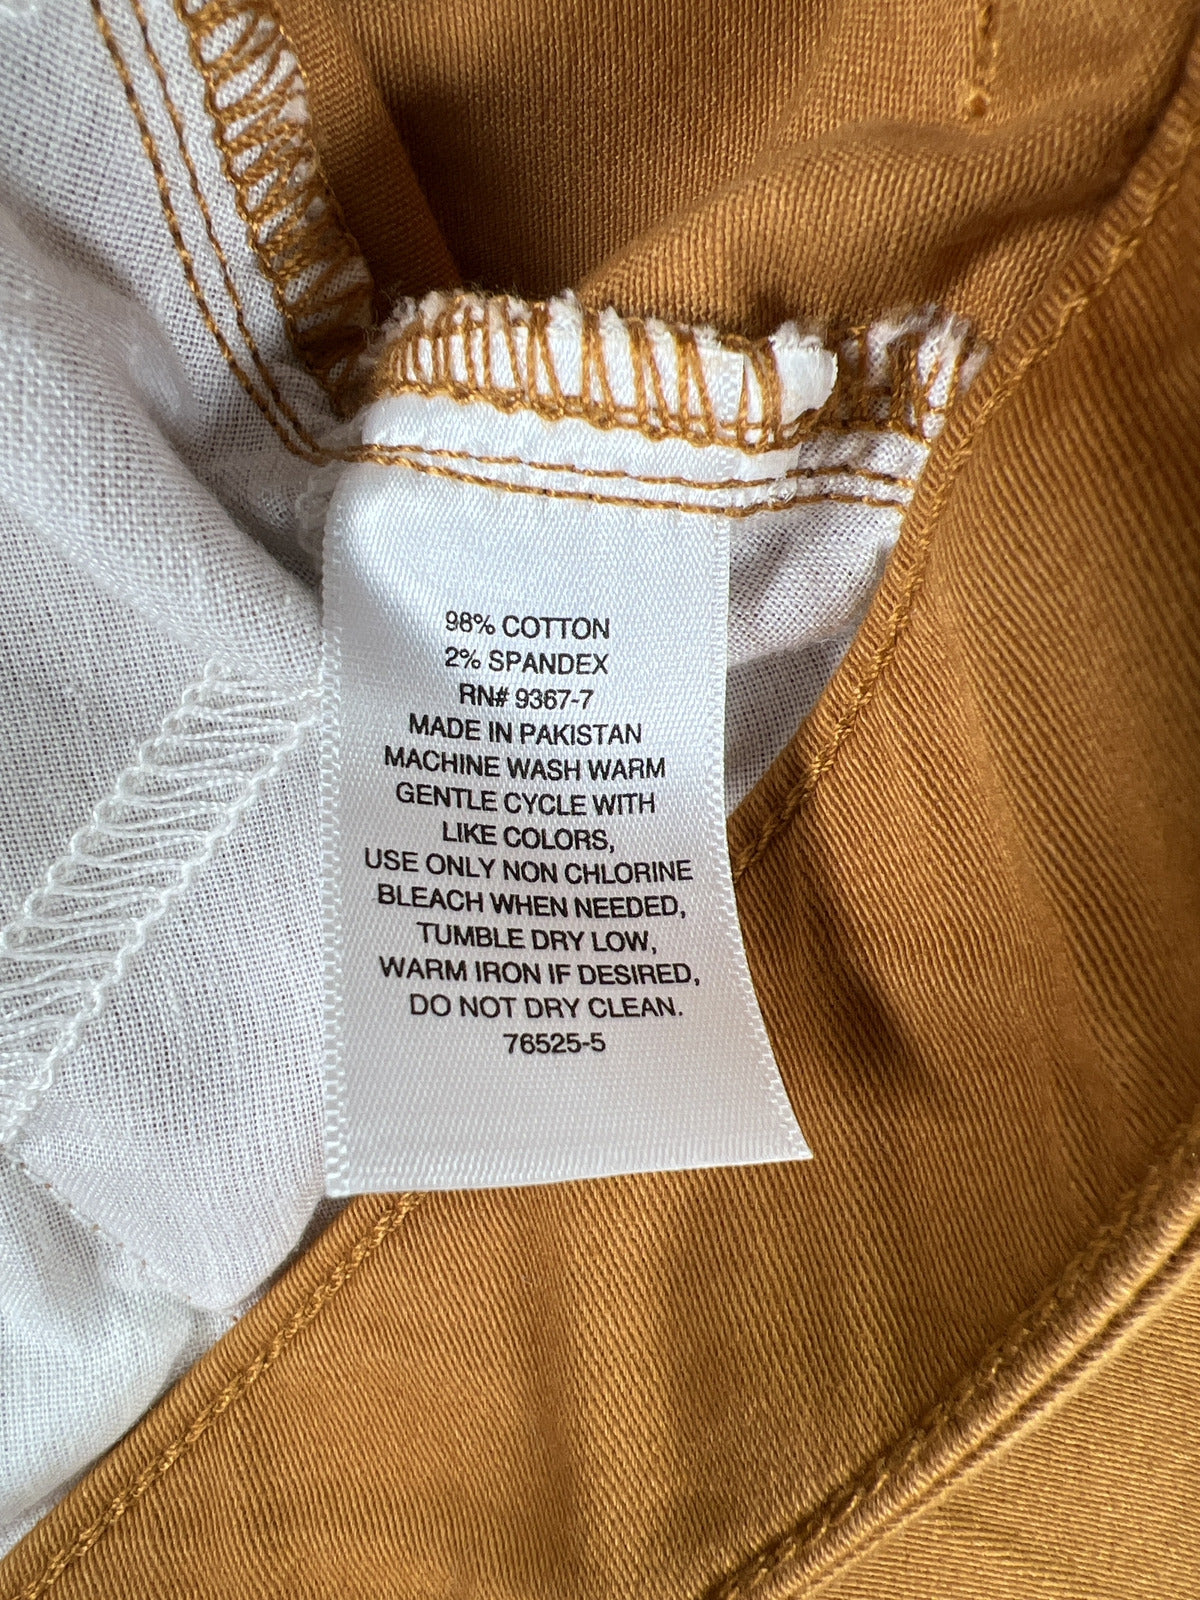 98% COTTON
2% SPANDEX
RN# 9367-7
MADE IN PAKISTAN
MACHINE WASH WARM
GENTLE CYCLE WITH
LIKE COLORS,
USE ONLY NON CHLORINE
BLEACH WHEN NEEDED,
TUMBLE DRY LOW,
WARM IRON IF DESIRED,
DO NOT DRY CLEAN.
76525-5